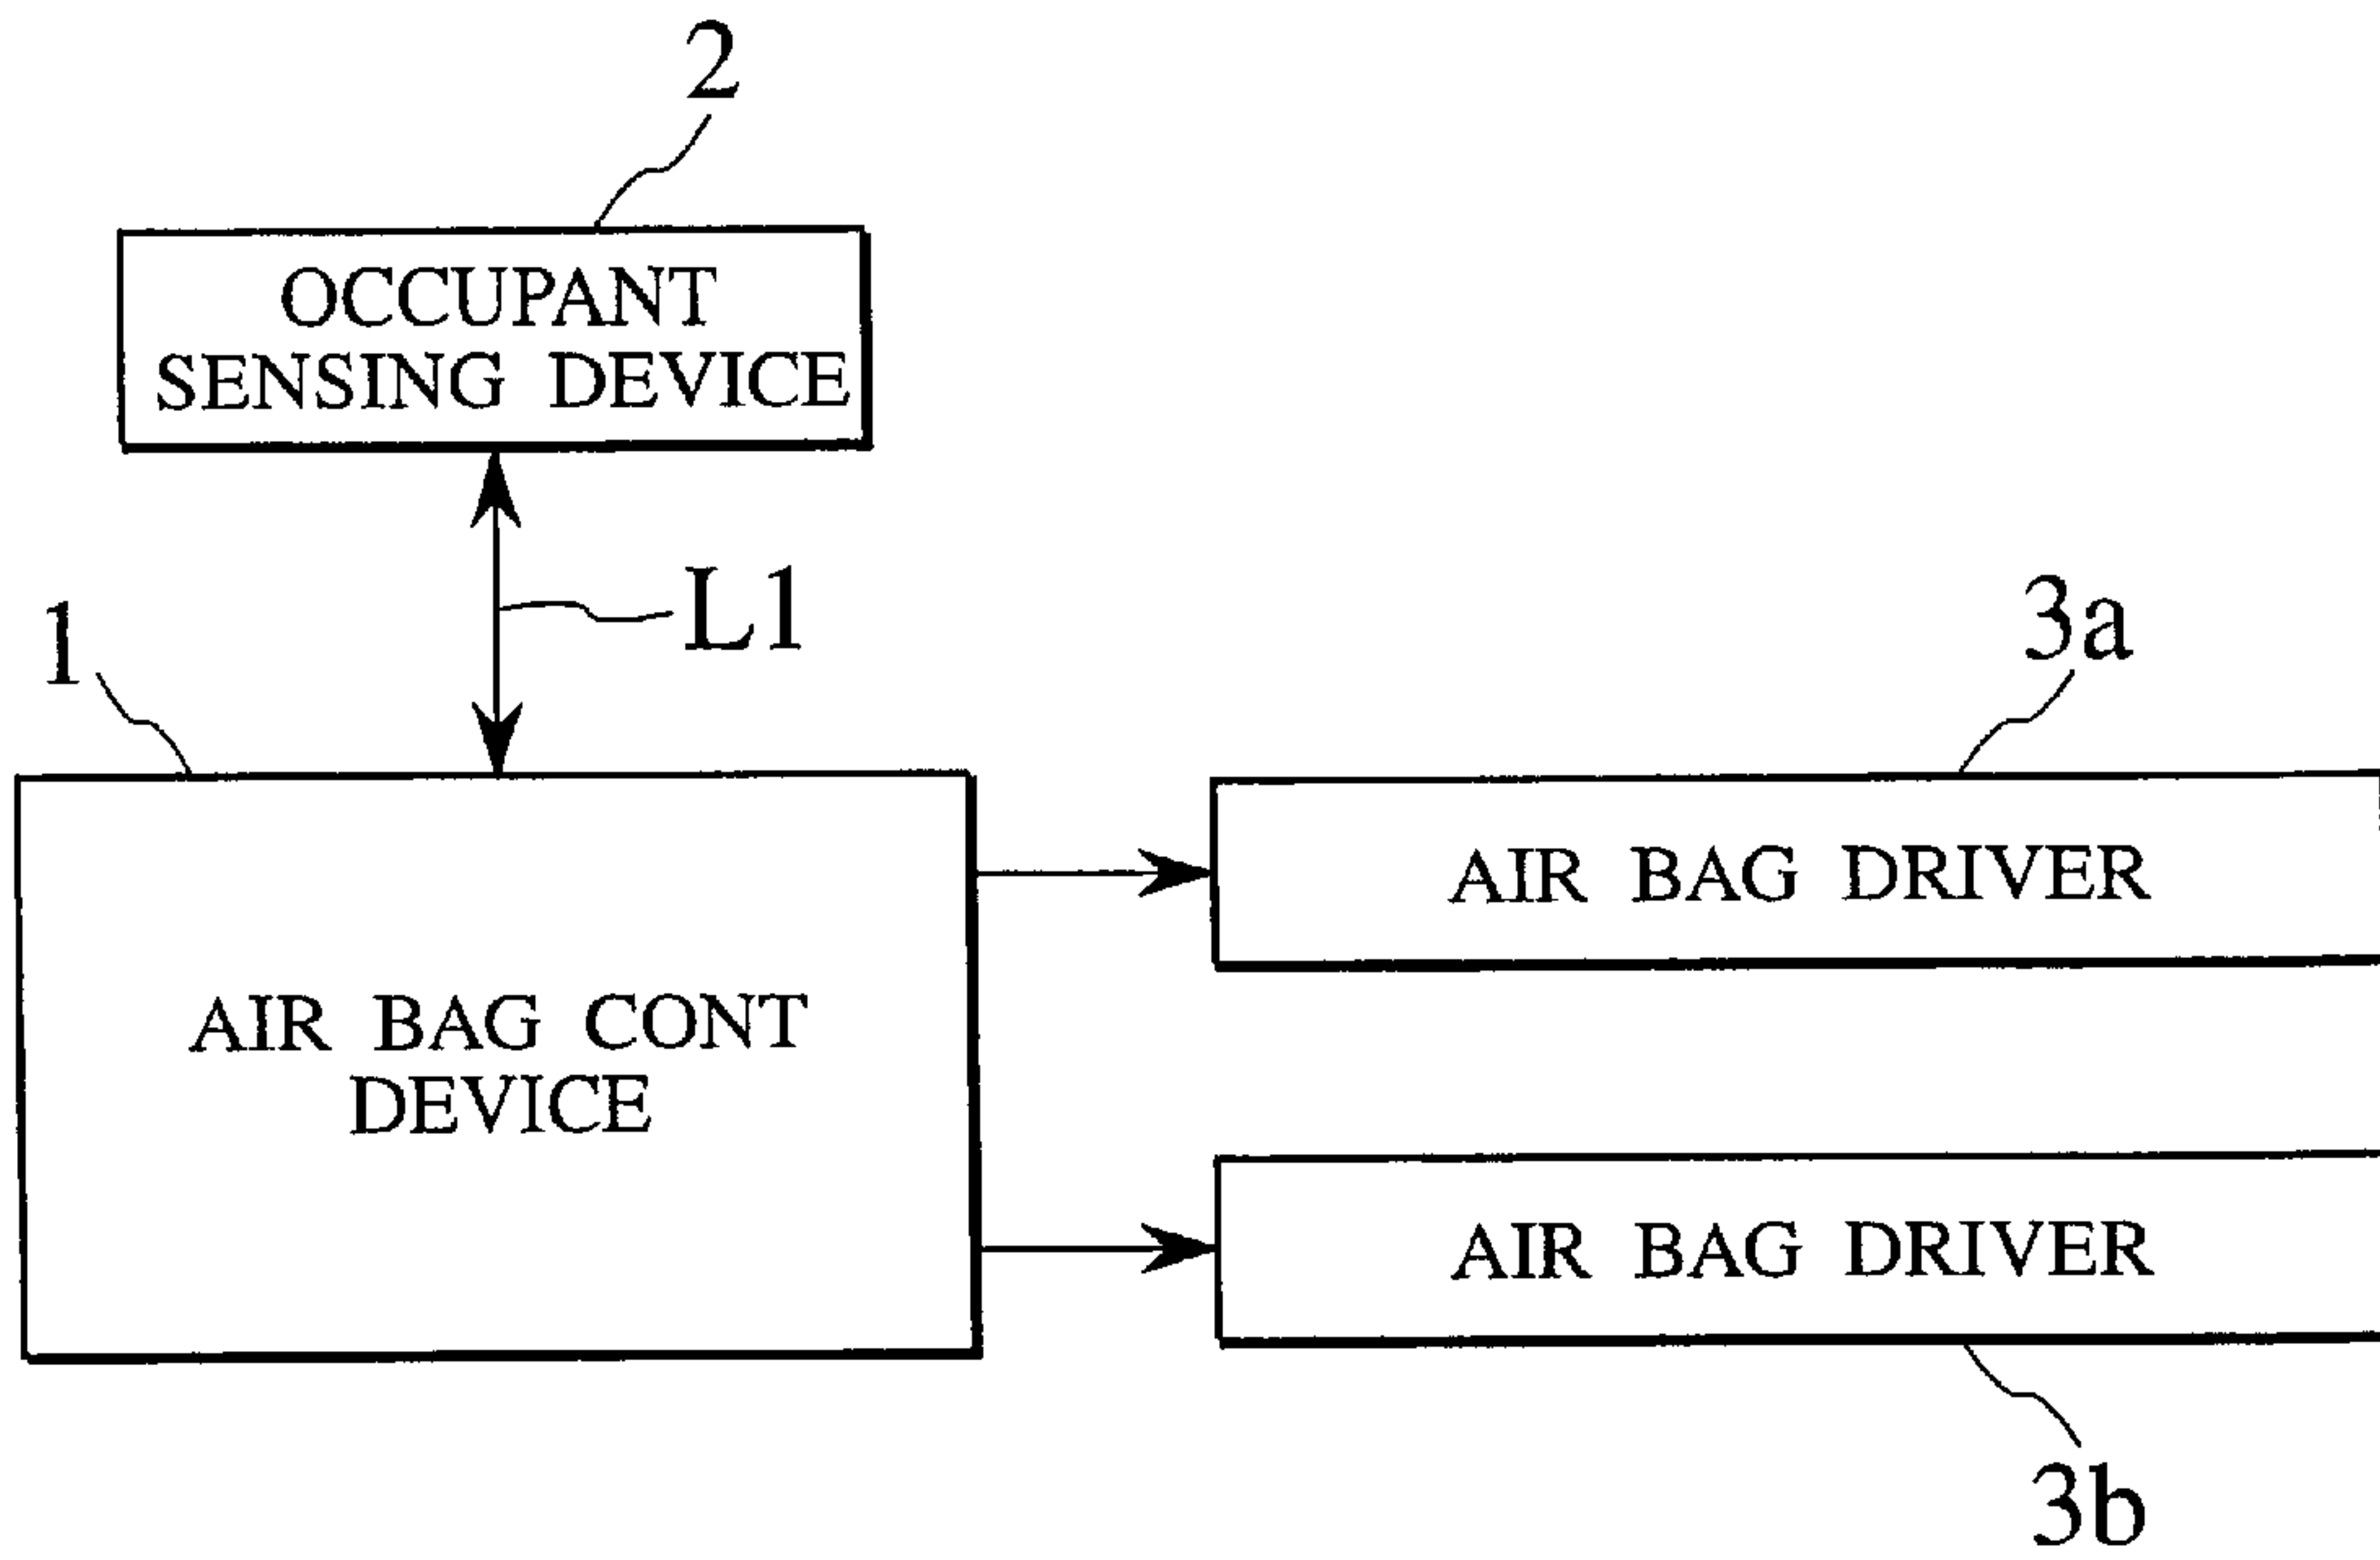 2
OCCUPANT
SENSING DEVICE
L1
1
3a
AIR BAG DRIVER
AIR BAG CONT
DEVICE
AIR BAG DRIVER
3b